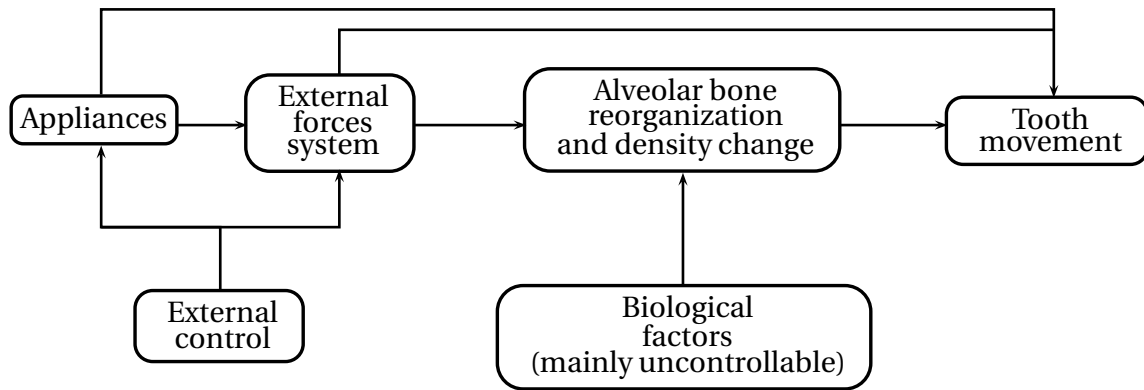 Appliances
External
forces
system
Alveolar bone
reorganization
and density change
Tooth
movement
External
control
Biological
factors
(mainly uncontrollable)